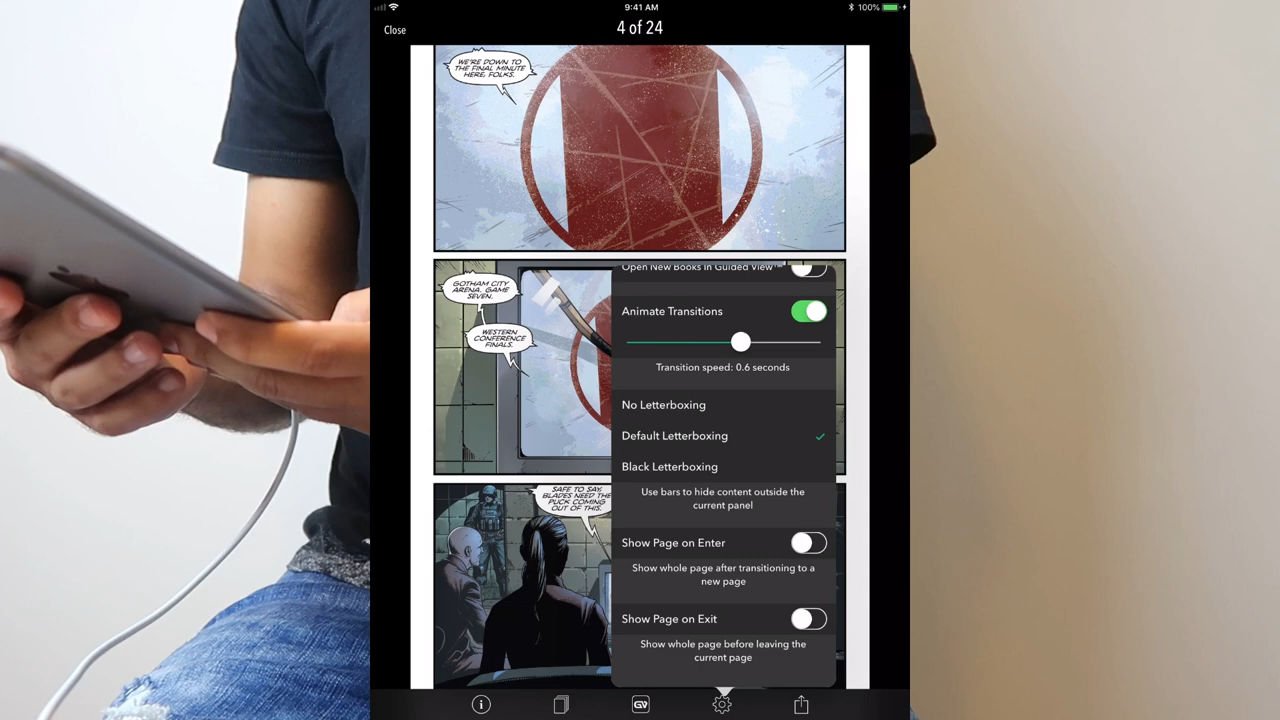 9:41 AM
100%
Close
4 of 24
WE'RE DOWN TO
THE FINAL MINUTE
HERE, FOLKS.
GOTHAM CITY
ARENA. GAME
SEVEN.
WESTERN
CONFERENCE
FINALS.
SAFE TO SAY,
BLADES NEED THE
PUCK COMING
OUT OF THIS.
Open New Books in Guided View™
Animate Transitions
Transition speed: 0.6 seconds
No Letterboxing
Default Letterboxing
Black Letterboxing
Use bars to hide content outside the
current panel
Show Page on Enter
Show whole page after transitioning to a
new page
Show Page on Exit
Show whole page before leaving the
current page
GV